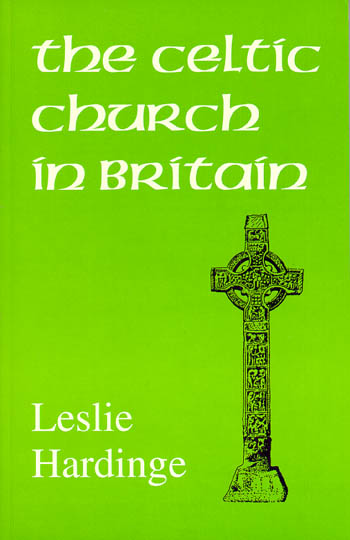 the celtic
church
in Britain
Leslie
Hardinge